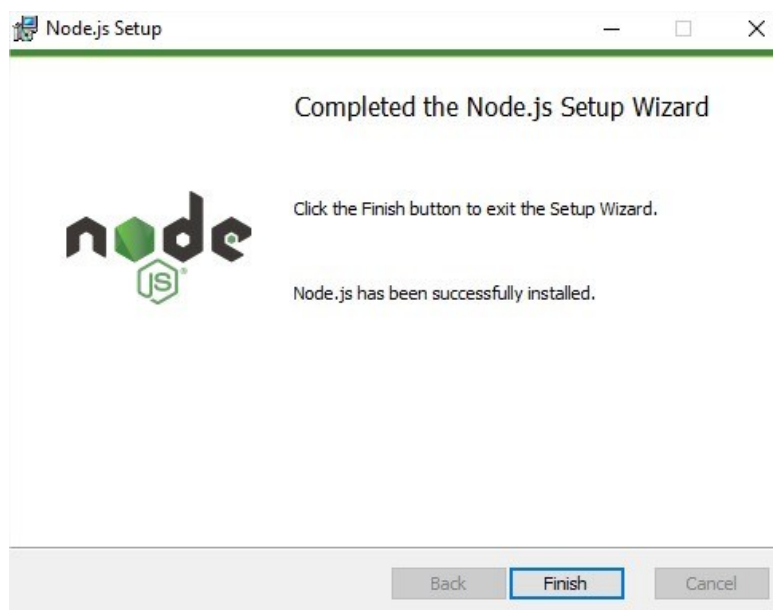 Node.js Setup
Completed the Node.js Setup Wizard
Click the Finish button to exit the Setup Wizard.
node
JS®
Node.js has been successfully installed.
Back Finish Cancel